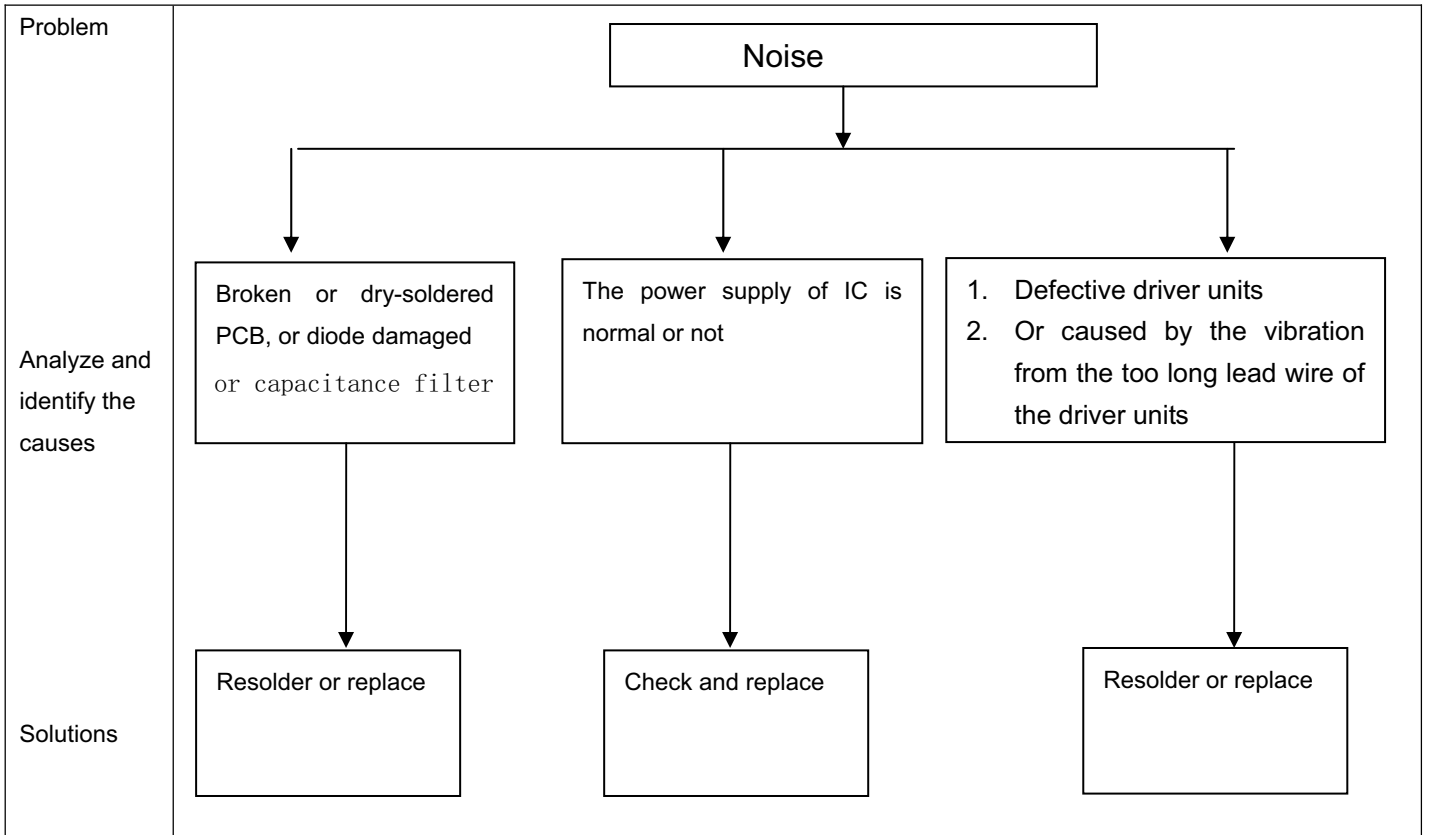 Problem
Noise
Analyze and
identify the
causes
Broken or dry-soldered
PCB, or diode damaged
or capacitance filter
The power supply of IC is
normal or not
1. Defective driver units
2. Or caused by the vibration
from the too long lead wire of
the driver units
Solutions
Resolder or replace
Check and replace
Resolder or replace